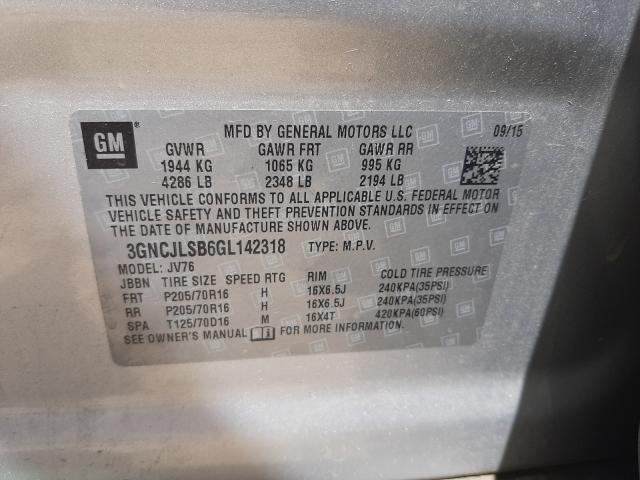 GM ® MFD BY GENERAL MOTORS LLC 09/15
GVWR GAWR FRT GAWR RR
1944 KG 1065 KG 995 KG
4286 LB 2348 LB 2194 LB
THIS VEHICLE CONFORMS TO ALL APPLICABLE U.S. FEDERAL MOTOR
VEHICLE SAFETY AND THEFT PREVENTION STANDARDS IN EFFECT ON
THE DATE OF MANUFACTURE SHOWN ABOVE.
3GNCJLSB6GL142318 TYPE: M.P.V.
MODEL: JV76
JBBN TIRE SIZE SPEED RTG RIM COLD TIRE PRESSURE
FRT P205/70R16 H 16X6.5J 240KPA(35PSI)
RR P205/70R16 H 16X6.5J 240KPA(35PSI)
SPA T125/70D16 M 16X4T 420KPA(60PSI)
SEE OWNER'S MANUAL FOR MORE INFORMATION.